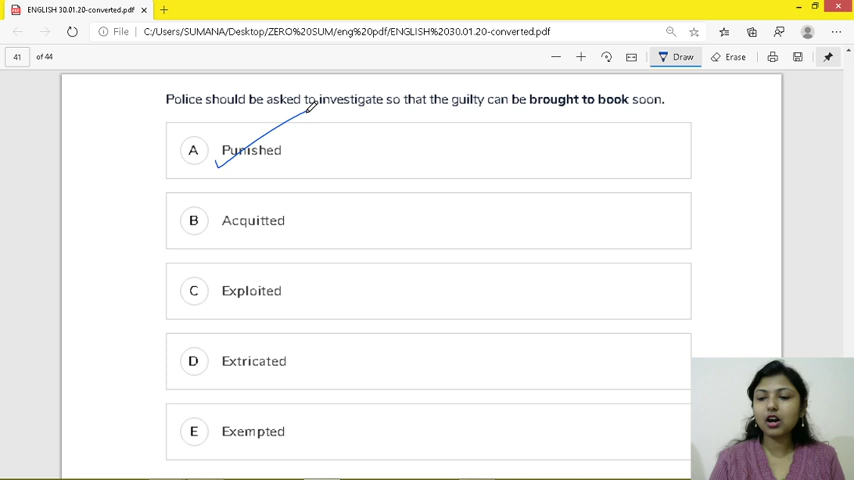 ENGLISH 30.01.20-converted.pdf
File C:/Users/SUMANA/Desktop/ZERO%20SUM/eng%20pdf/ENGLISH%2030.01.20-converted.pdf
41 of 44 Draw Erase
Police should be asked to investigate so that the guilty can be brought to book soon.
A Punished
B Acquitted
C Exploited
D Extricated
E Exempted